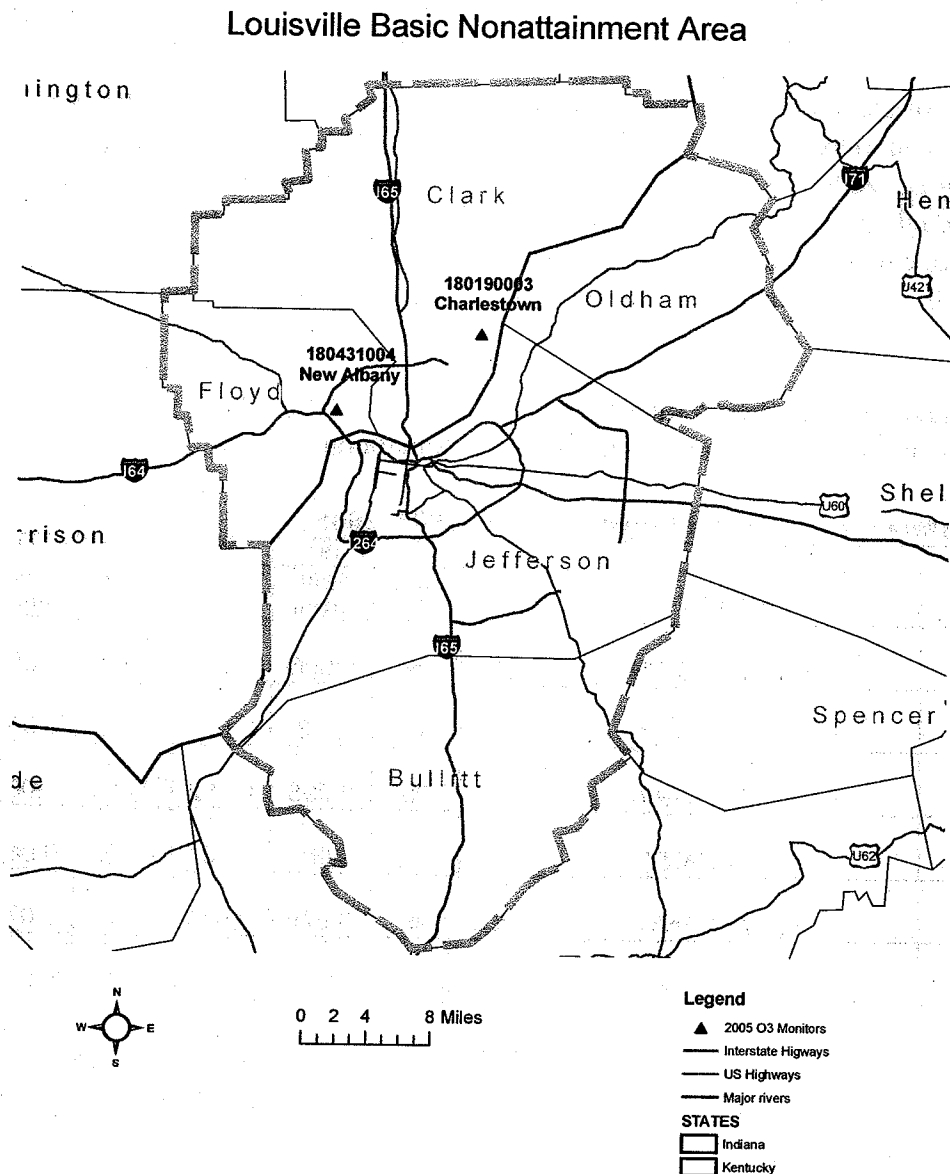 Louisville Basic Nonattainment Area
ington
I65
Clark
I71
Hen
U421
180190003
Charlestown
Oldham
180431004
New Albany
Floyd
I64
U60
Shel
rrison
264
Jefferson
I65
Spencer
de
Bullitt
U62
N
W E
S
0 2 4 8 Miles
Legend
2005 O3 Monitors
Interstate Higways
US Highways
Major rivers
STATES
Indiana
Kentucky